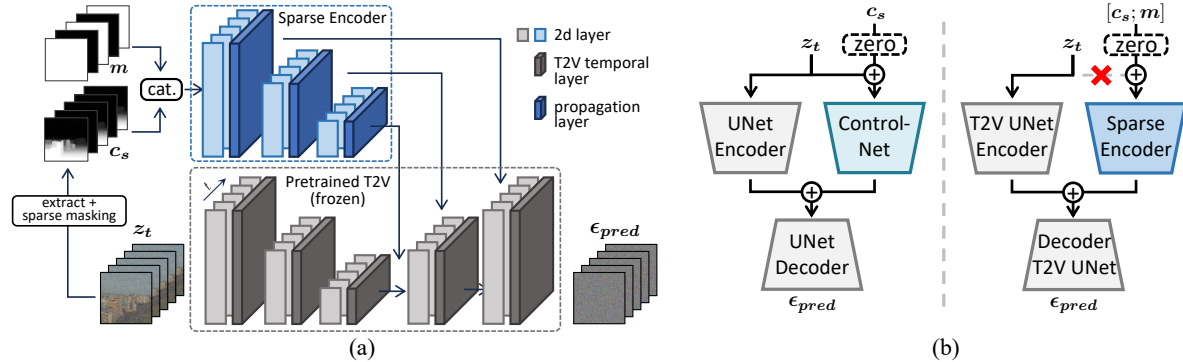 Sparse Encoder
m
cat.
c_s
extract +
sparse masking
z_t
2d layer
T2V temporal
layer
propagation
layer
t
Pretrained T2V
(frozen)
ϵ_pred
(a)
c_s
zero
z_t
+
UNet
Encoder
Control-
Net
+
UNet
Decoder
ϵ_pred
[c_s; m]
zero
z_t
+
T2V UNet
Encoder
Sparse
Encoder
+
Decoder
T2V UNet
ϵ_pred
(b)